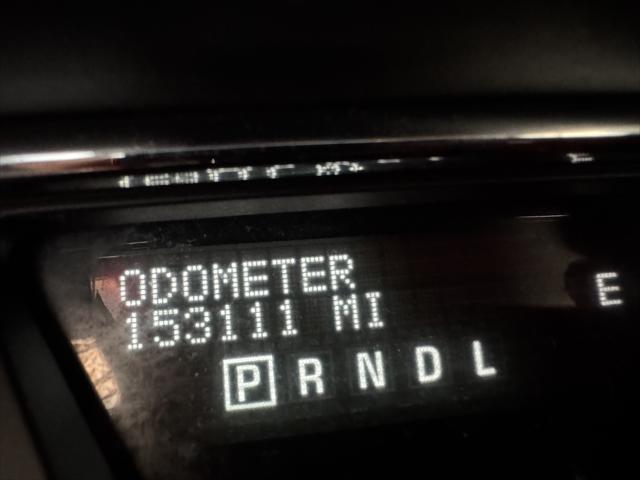 ODOMETER
153111 MI
E
P R N D L